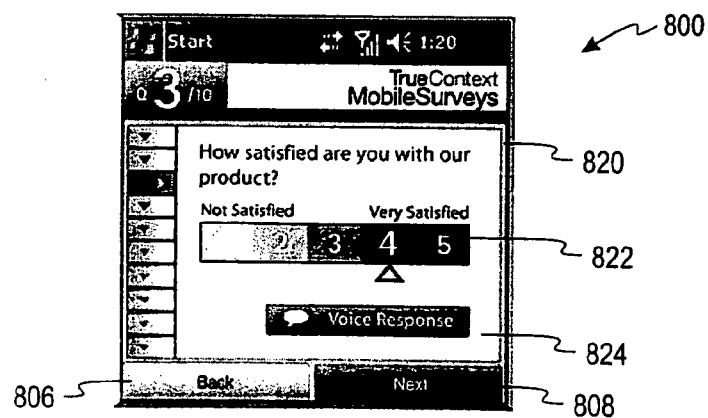 Start 1:20
800
Q 3 /10
TrueContext
MobileSurveys
820
How satisfied are you with our
product?
Not Satisfied Very Satisfied
2 3 4 5
822
Voice Response
824
Back Next
806
808